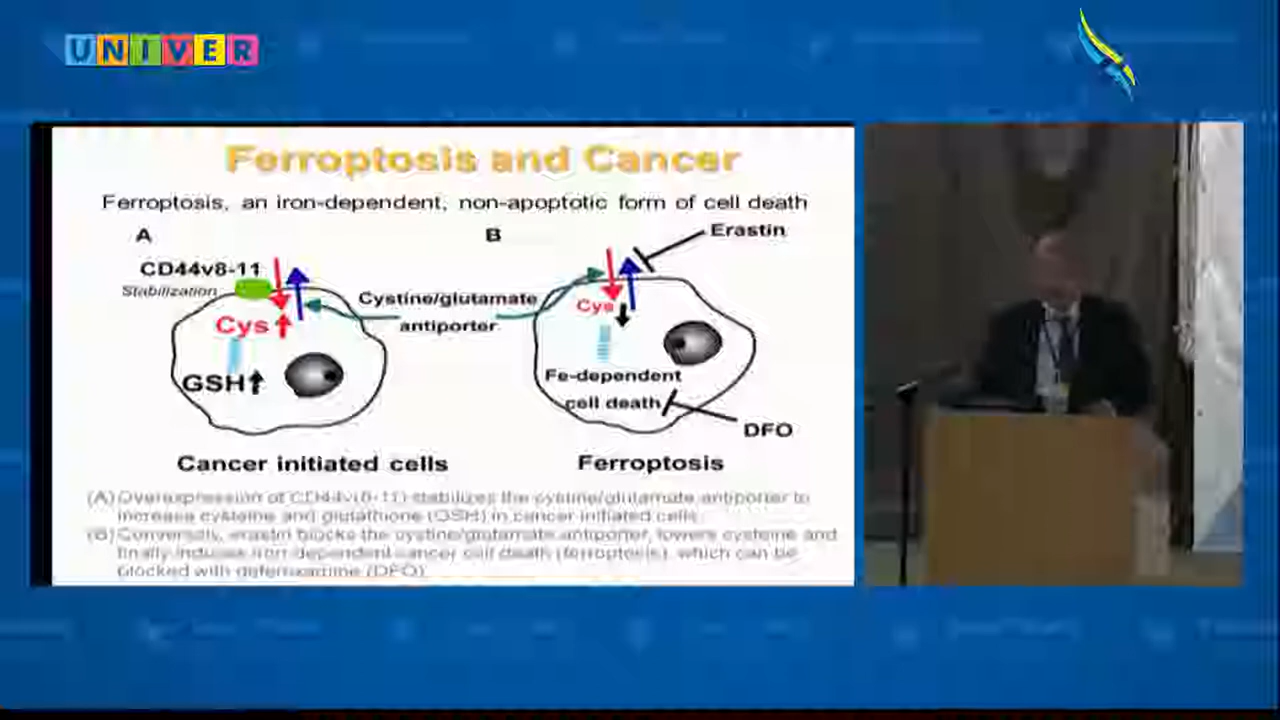 UNIVER
Ferroptosis and Cancer
Ferroptosis, an iron-dependent, non-apoptotic form of cell death
A
B
Erastin
CD44v8-11
Stabilization
Cystine/glutamate
antiporter
Cys
Cys
GSH
Fe-dependent
cell death
DFO
Cancer initiated cells
Ferroptosis
(A) Overexpression of CD44v(8-11) stabilizes the cystine/glutamate antiporter to
increase cysteine and glutathione (GSH) in cancer initiated cells.
(B) Conversely, erastin blocks the cystine/glutamate antiporter, lowers cysteine and
finally induces iron-dependent cancer cell death (ferroptosis), which can be
blocked with deferoxamine (DFO).